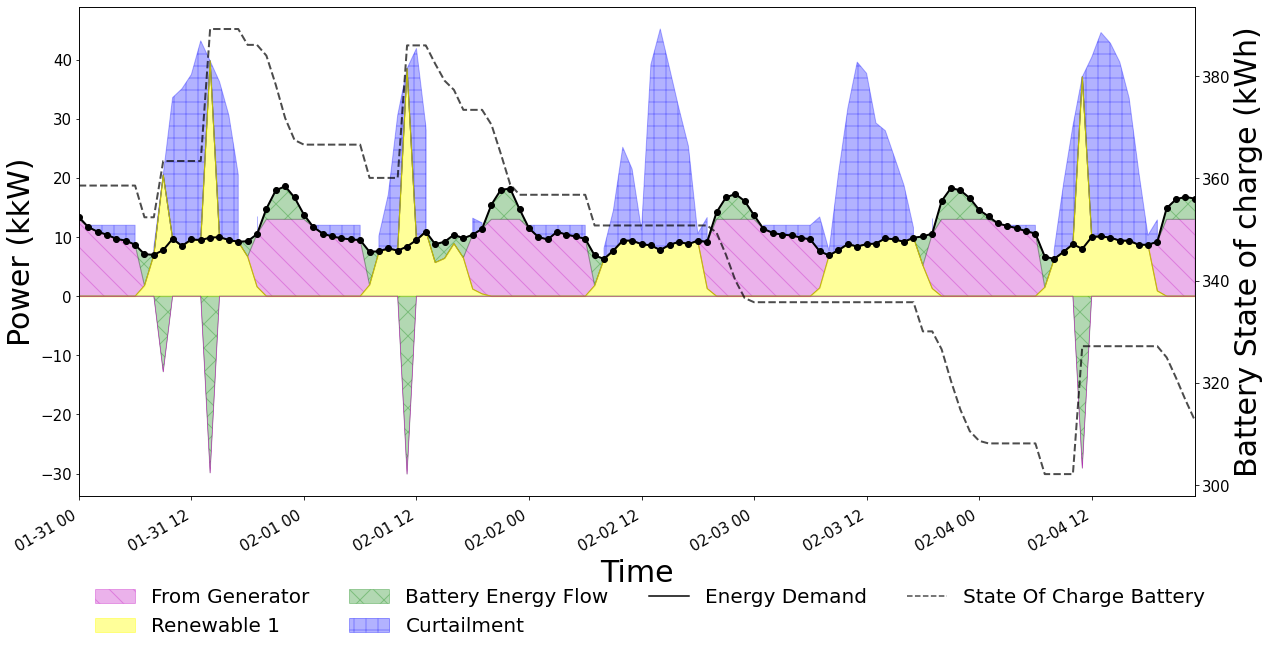 Power (kkW)
40
30
20
10
0
−10
−20
−30
380
360
340
320
300
Battery State of charge (kWh)
01-31 00
01-31 12
02-01 00
02-01 12
02-02 00
02-02 12
02-03 00
02-03 12
02-04 00
02-04 12
Time
From Generator
Battery Energy Flow
Energy Demand
State Of Charge Battery
Renewable 1
Curtailment